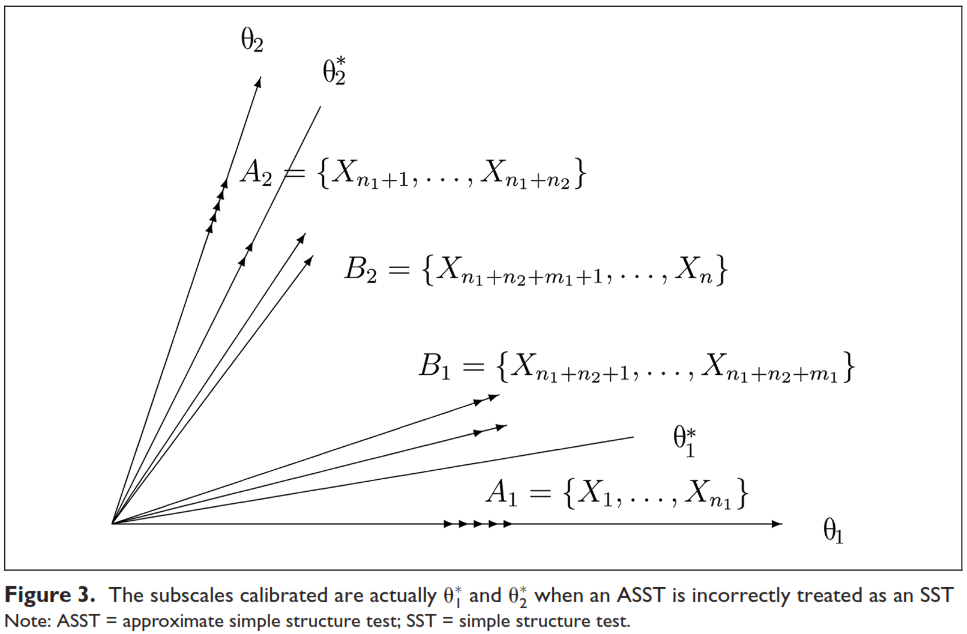 θ₂
θ₂*
A₂ = {Xₙ₁₊₁, . . . , Xₙ₁₊ₙ₂}
B₂ = {Xₙ₁₊ₙ₂₊ₘ₁₊₁, . . . , Xₙ}
B₁ = {Xₙ₁₊ₙ₂₊₁, . . . , Xₙ₁₊ₙ₂₊ₘ₁}
θ₁*
A₁ = {X₁, . . . , Xₙ₁}
θ₁
Figure 3. The subscales calibrated are actually θ₁* and θ₂* when an ASST is incorrectly treated as an SST
Note: ASST = approximate simple structure test; SST = simple structure test.